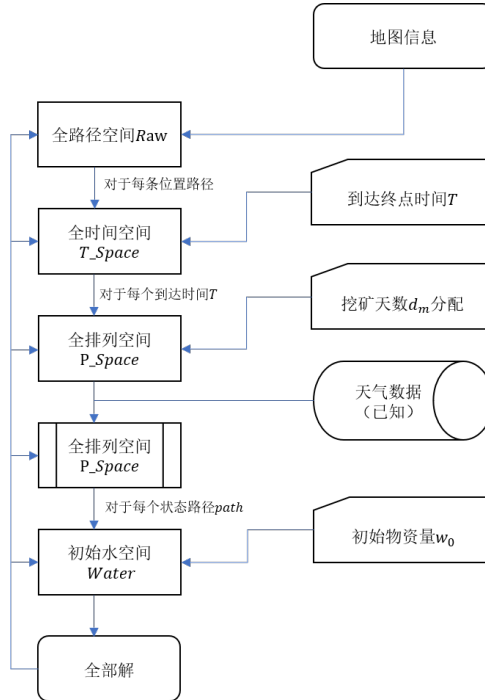 地图信息
全路径空间Raw
对于每条位置路径
到达终点时间T
全时间空间
T_Space
对于每个到达时间T
挖矿天数dₘ分配
全排列空间
P_Space
天气数据
（已知）
全排列空间
P_Space
对于每个状态路径path
初始物资量w₀
初始水空间
Water
全部解